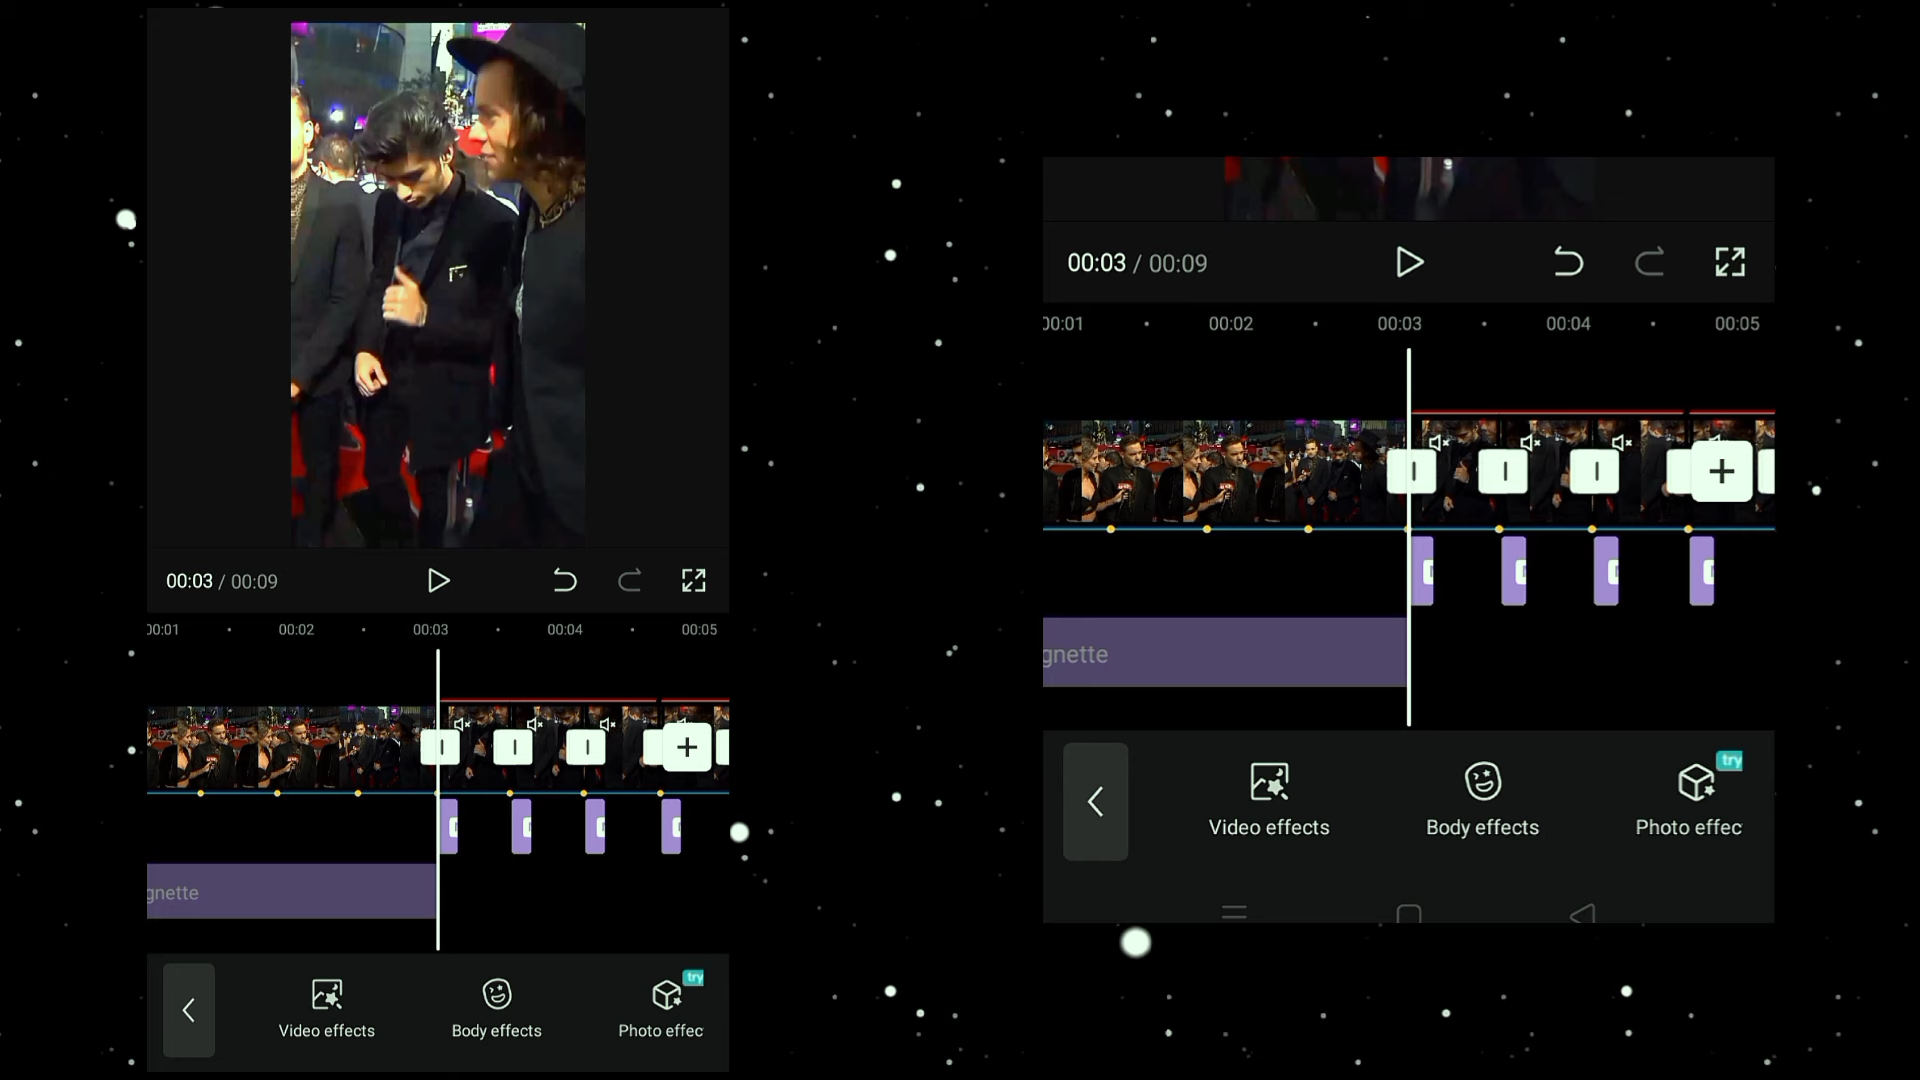 00:03 / 00:09
00:01 00:02 00:03 00:04 00:05
gnette
Video effects Body effects Photo effec
try
00:03 / 00:09
00:01 00:02 00:03 00:04 00:05
gnette
Video effects Body effects Photo effec
try